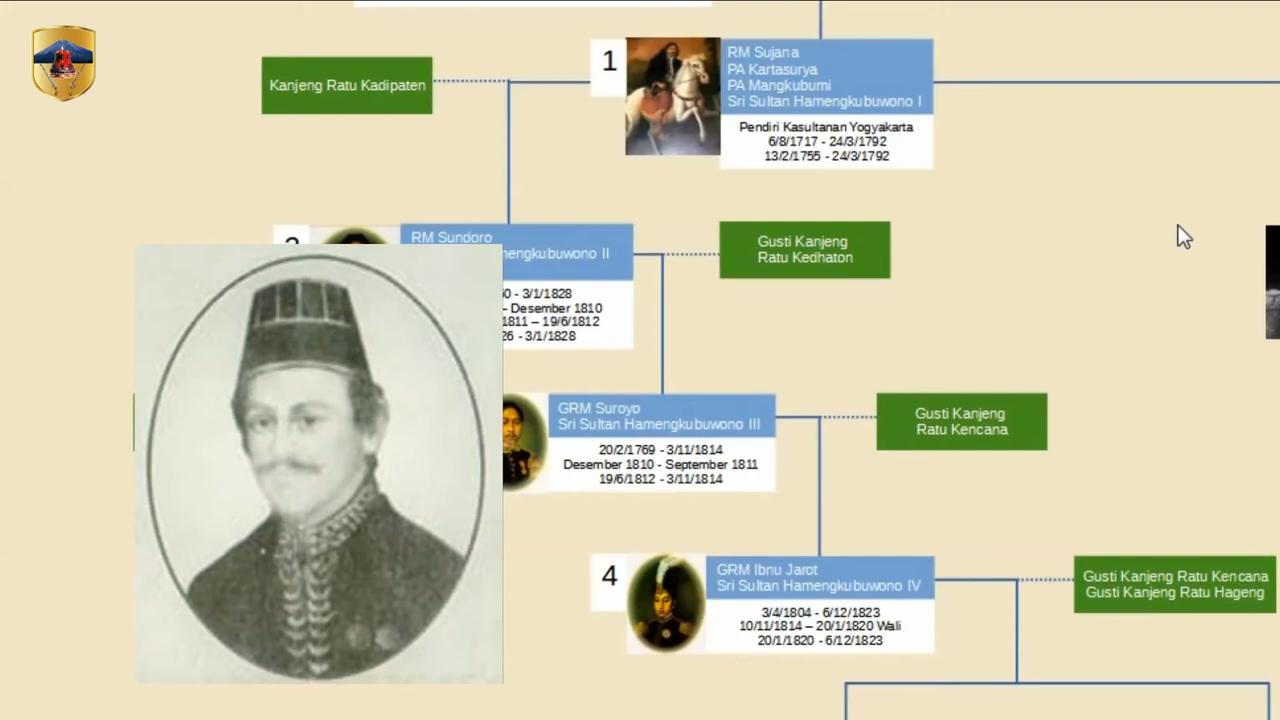 Kanjeng Ratu Kadipaten
1
RM Sujana
PA Kartasurya
PA Mangkubumi
Sri Sultan Hamengkubuwono I
Pendiri Kasultanan Yogyakarta
6/8/1717 - 24/3/1792
13/2/1755 - 24/3/1792
RM Sundoro
mengkubuwono II
0 - 3/1/1828
– Desember 1810
1811 – 19/6/1812
26 - 3/1/1828
Gusti Kanjeng
Ratu Kedhaton
GRM Suroyo
Sri Sultan Hamengkubuwono III
20/2/1769 - 3/11/1814
Desember 1810 - September 1811
19/6/1812 - 3/11/1814
Gusti Kanjeng
Ratu Kencana
4
GRM Ibnu Jarot
Sri Sultan Hamengkubuwono IV
3/4/1804 - 6/12/1823
10/11/1814 – 20/1/1820 Wali
20/1/1820 - 6/12/1823
Gusti Kanjeng Ratu Kencana
Gusti Kanjeng Ratu Hageng